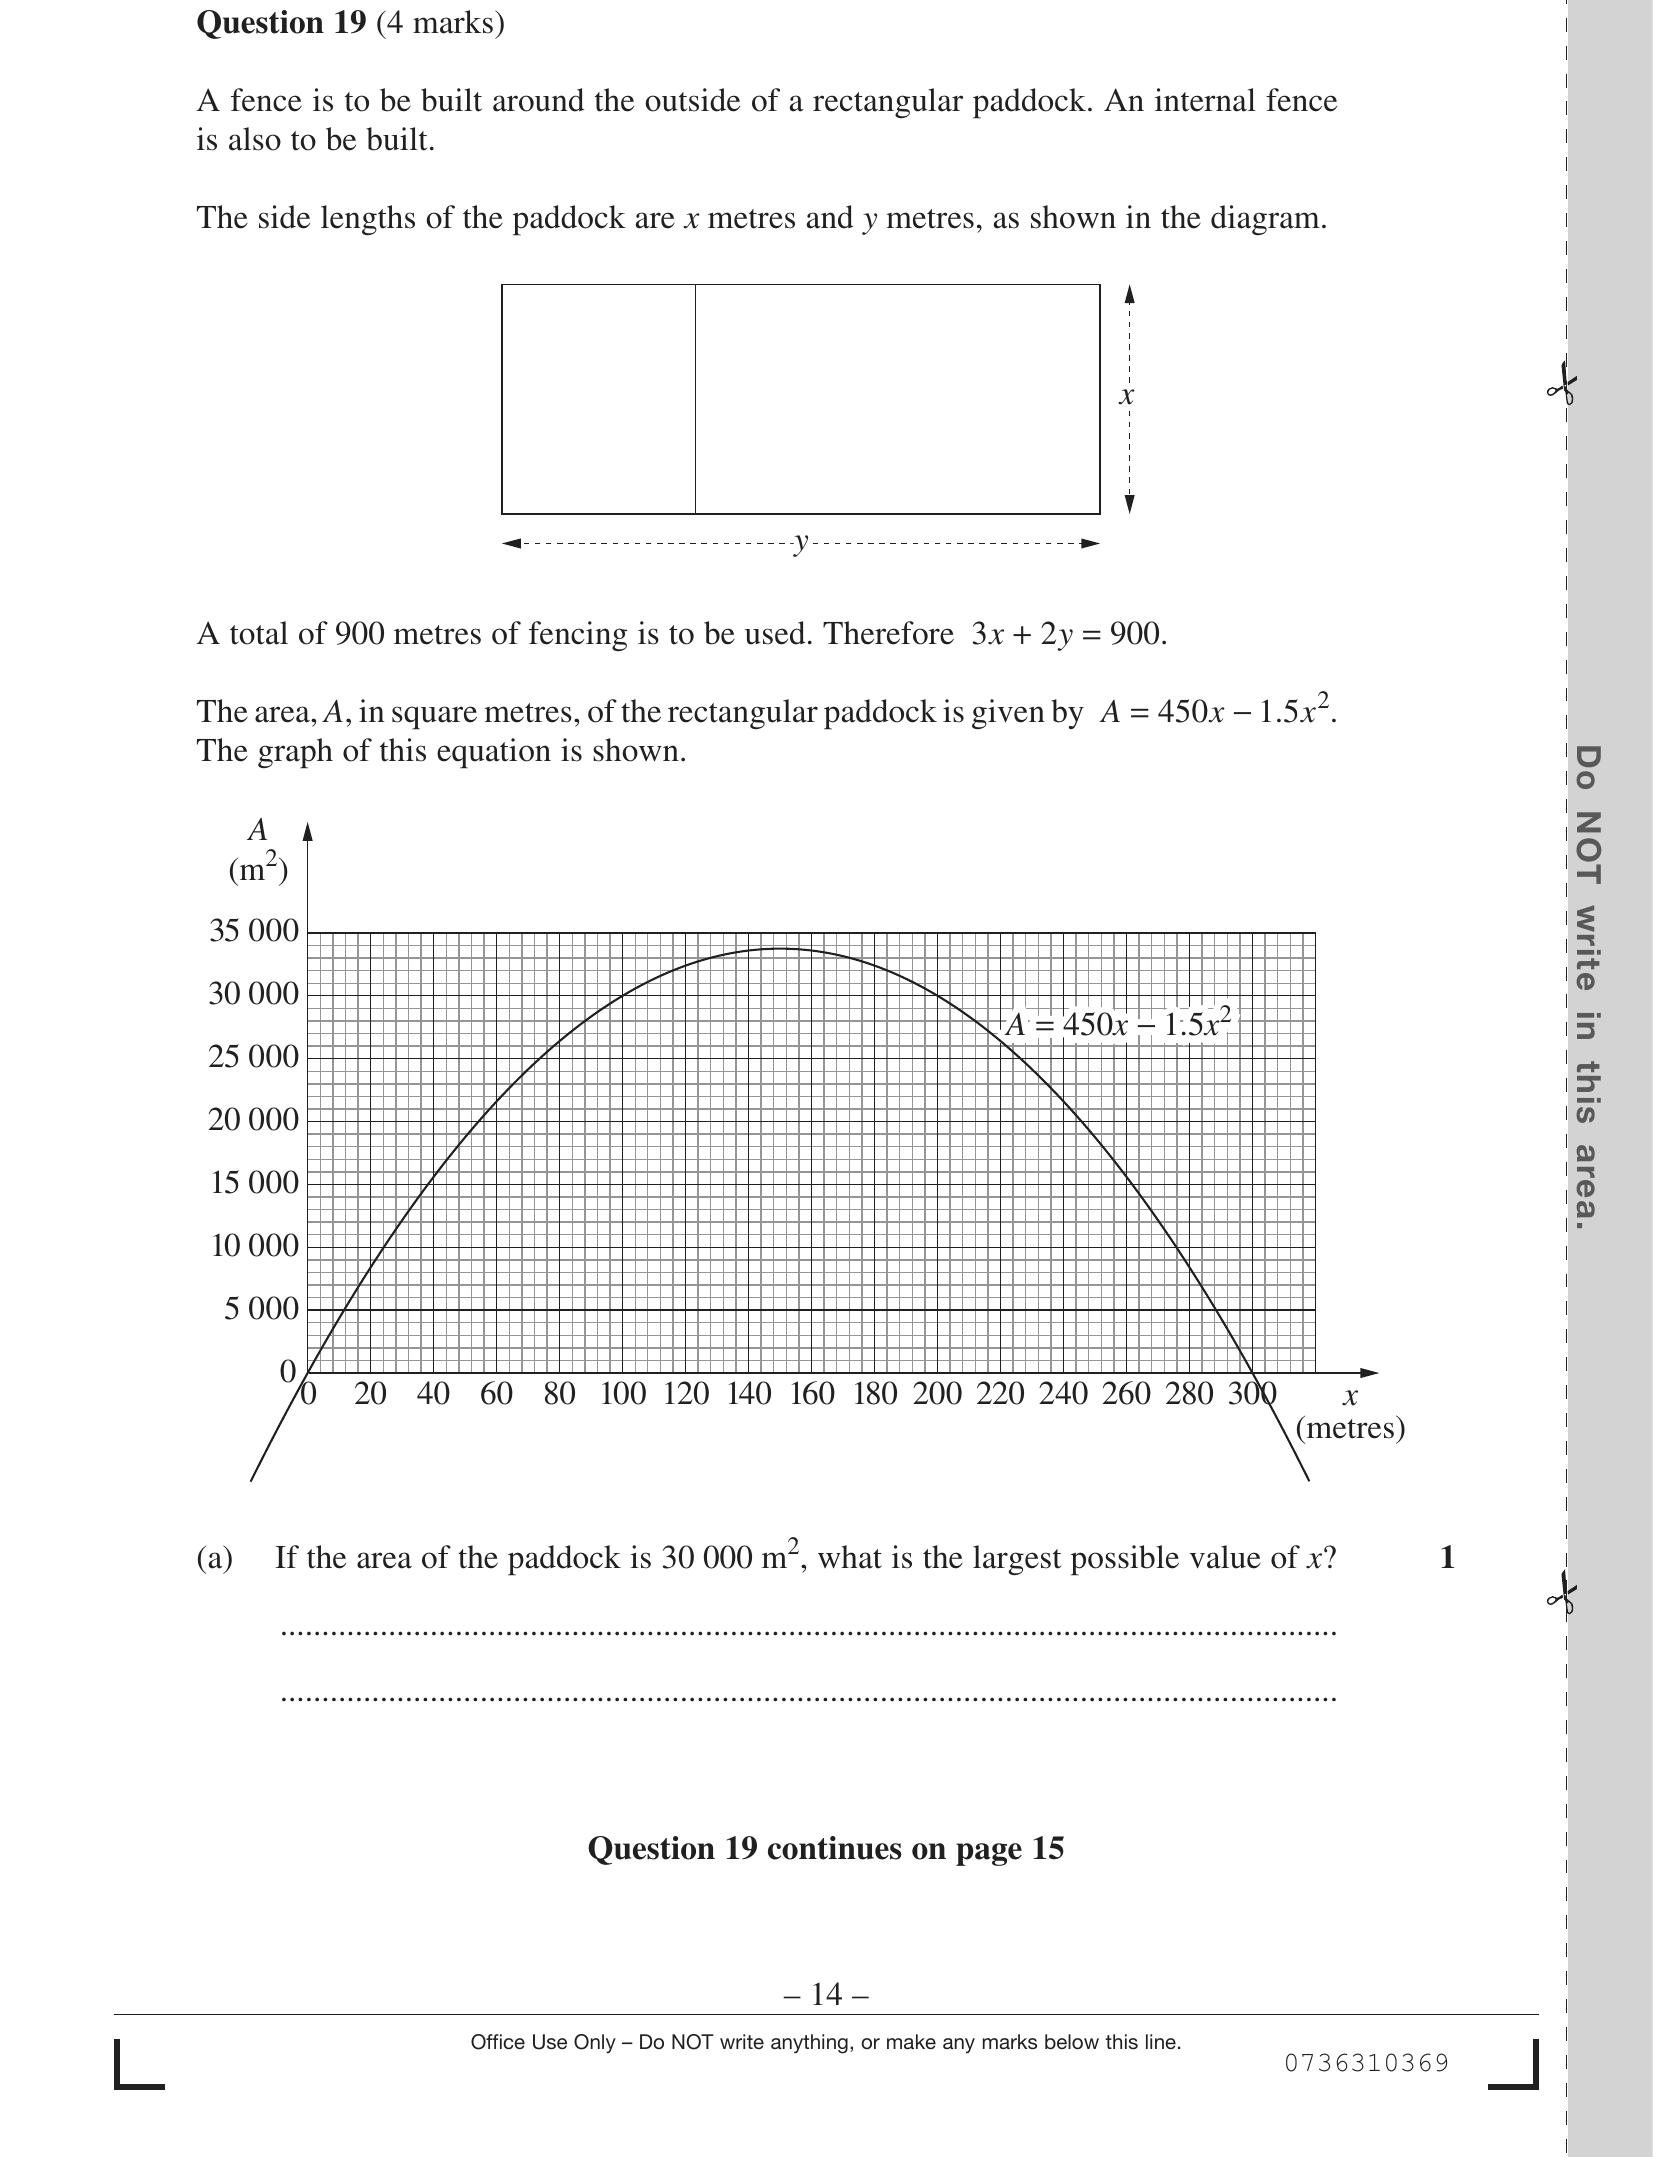 Question 19 (4 marks)
A fence is to be built around the outside of a rectangular paddock. An internal fence
is also to be built.
The side lengths of the paddock are x metres and y metres, as shown in the diagram.
x
y
A total of 900 metres of fencing is to be used. Therefore 3x + 2y = 900.
The area, A, in square metres, of the rectangular paddock is given by A = 450x – 1.5x².
The graph of this equation is shown.
A
(m²)
35 000
30 000
A = 450x – 1.5x²
25 000
20 000
15 000
10 000
5 000
0
0 20 40 60 80 100 120 140 160 180 200 220 240 260 280 300 x
(metres)
(a) If the area of the paddock is 30 000 m², what is the largest possible value of x? 1
Question 19 continues on page 15
– 14 –
Office Use Only – Do NOT write anything, or make any marks below this line.
0736310369
Do NOT write in this area.